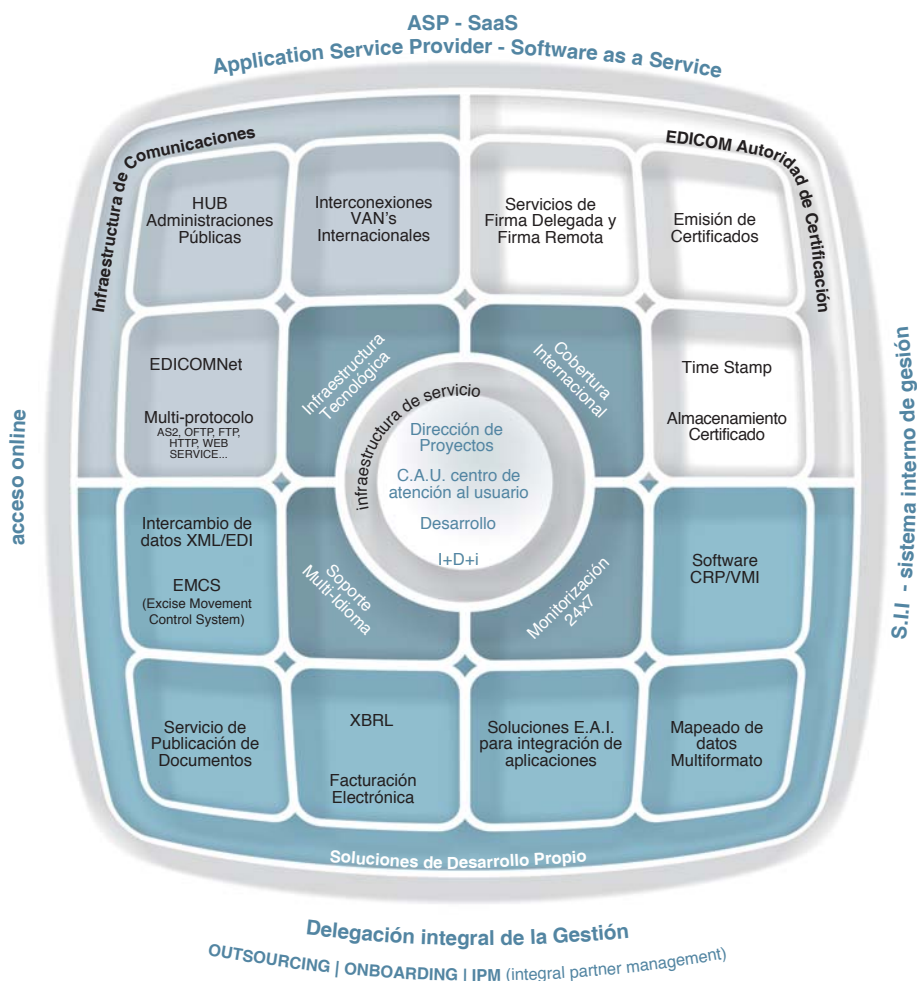 ASP - SaaS
Application Service Provider - Software as a Service
Infraestructura de Comunicaciones
EDICOM Autoridad de Certificación
HUB
Administraciones
Públicas
Interconexiones
VAN's
Internacionales
Servicios de
Firma Delegada y
Firma Remota
Emisión de
Certificados
EDICOMNet
Multi-protocolo
AS2, OFTP, FTP,
HTTP, WEB
SERVICE...
Infraestructura
Tecnológica
Cobertura
Internacional
Time Stamp
Almacenamiento
Certificado
infraestructura de servicio
Dirección de
Proyectos
C.A.U. centro de
atención al usuario
Desarrollo
I+D+i
acceso online
S.I.I - sistema interno de gesión
Intercambio de
datos XML/EDI
EMCS
(Excise Movement
Control System)
Soporte
Multi-Idioma
Monitorización
24x7
Software
CRP/VMI
Servicio de
Publicación de
Documentos
XBRL
Facturación
Electrónica
Soluciones E.A.I.
para integración de
aplicaciones
Mapeado de
datos
Multiformato
Soluciones de Desarrollo Propio
Delegación integral de la Gestión
OUTSOURCING | ONBOARDING | IPM (integral partner management)